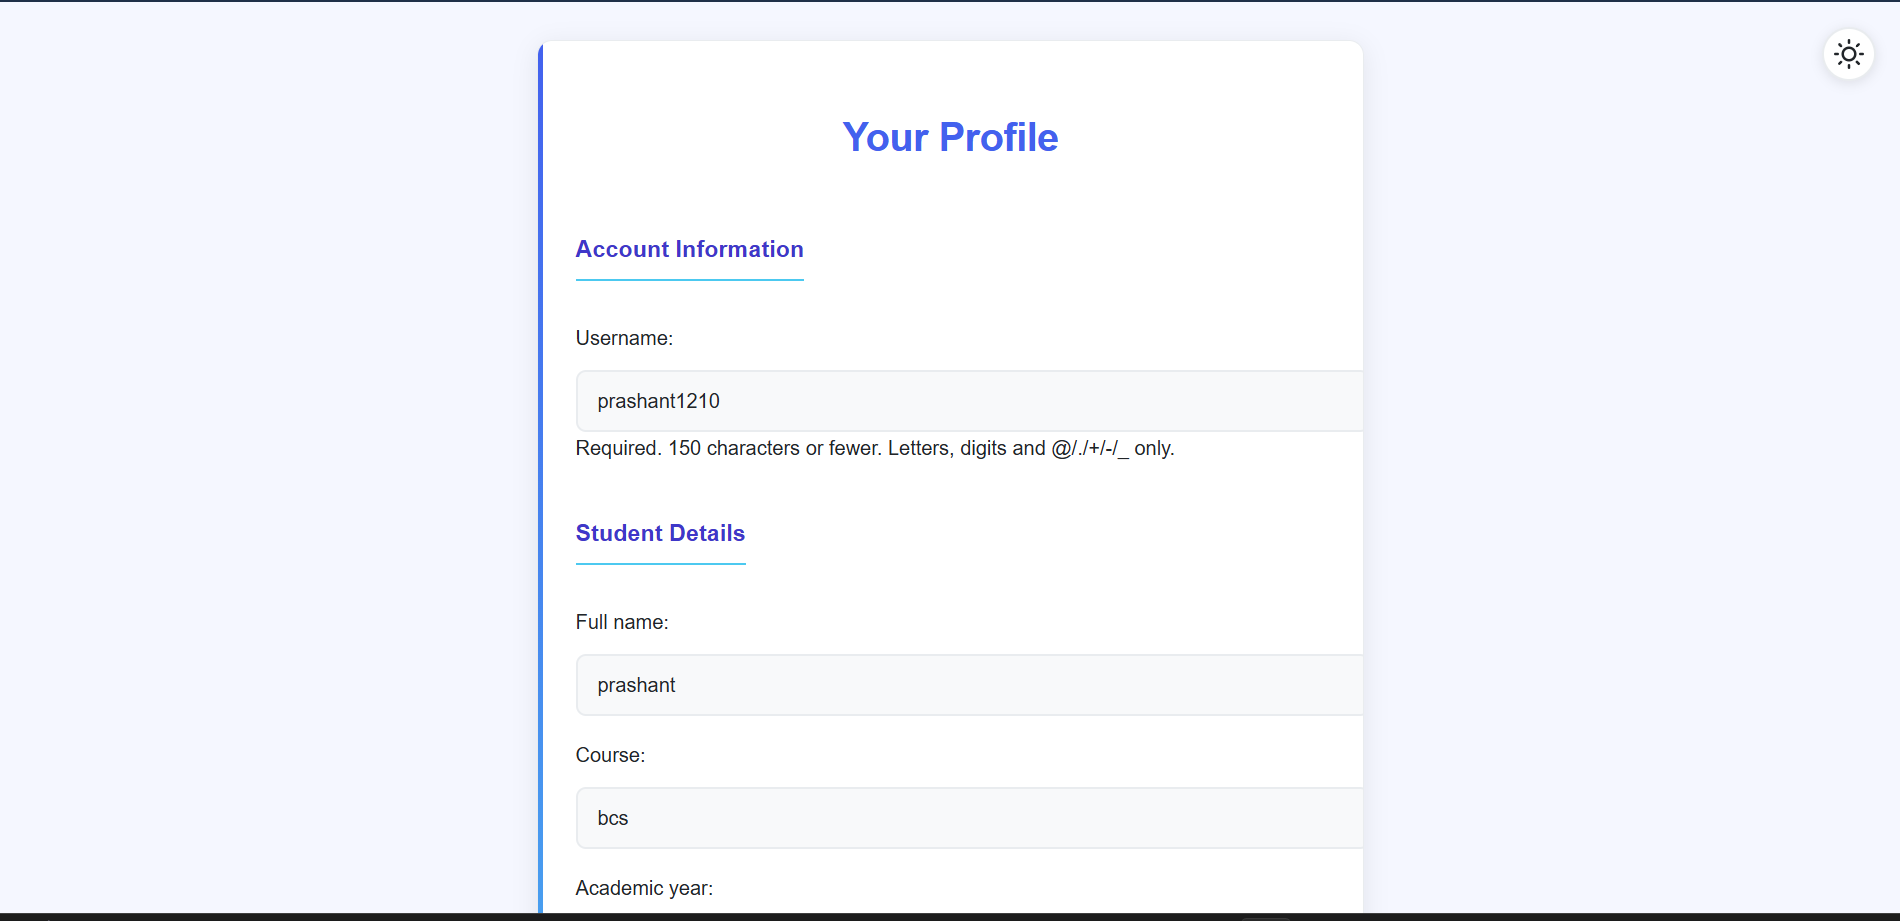 Your Profile
Account Information
Username:
prashant1210
Required. 150 characters or fewer. Letters, digits and @/./+/-/_ only.
Student Details
Full name:
prashant
Course:
bcs
Academic year: